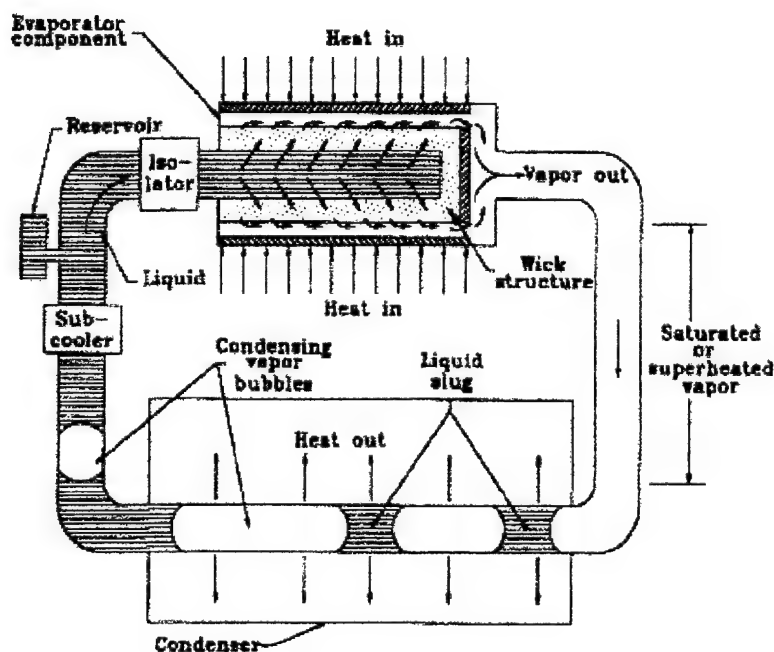 Evaporator
component
Heat in
Reservoir
Iso-
lator
Vapor out
Liquid
Wick
structure
Heat in
Sub-
cooler
Condensing
vapor
bubbles
Liquid
slug
Saturated
or
superheated
vapor
Heat out
Condenser